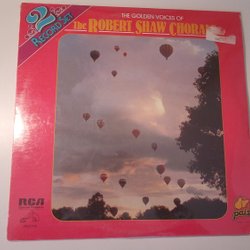 2
RECORD SET
THE GOLDEN VOICES OF
The ROBERT SHAW CHORALE
RCA